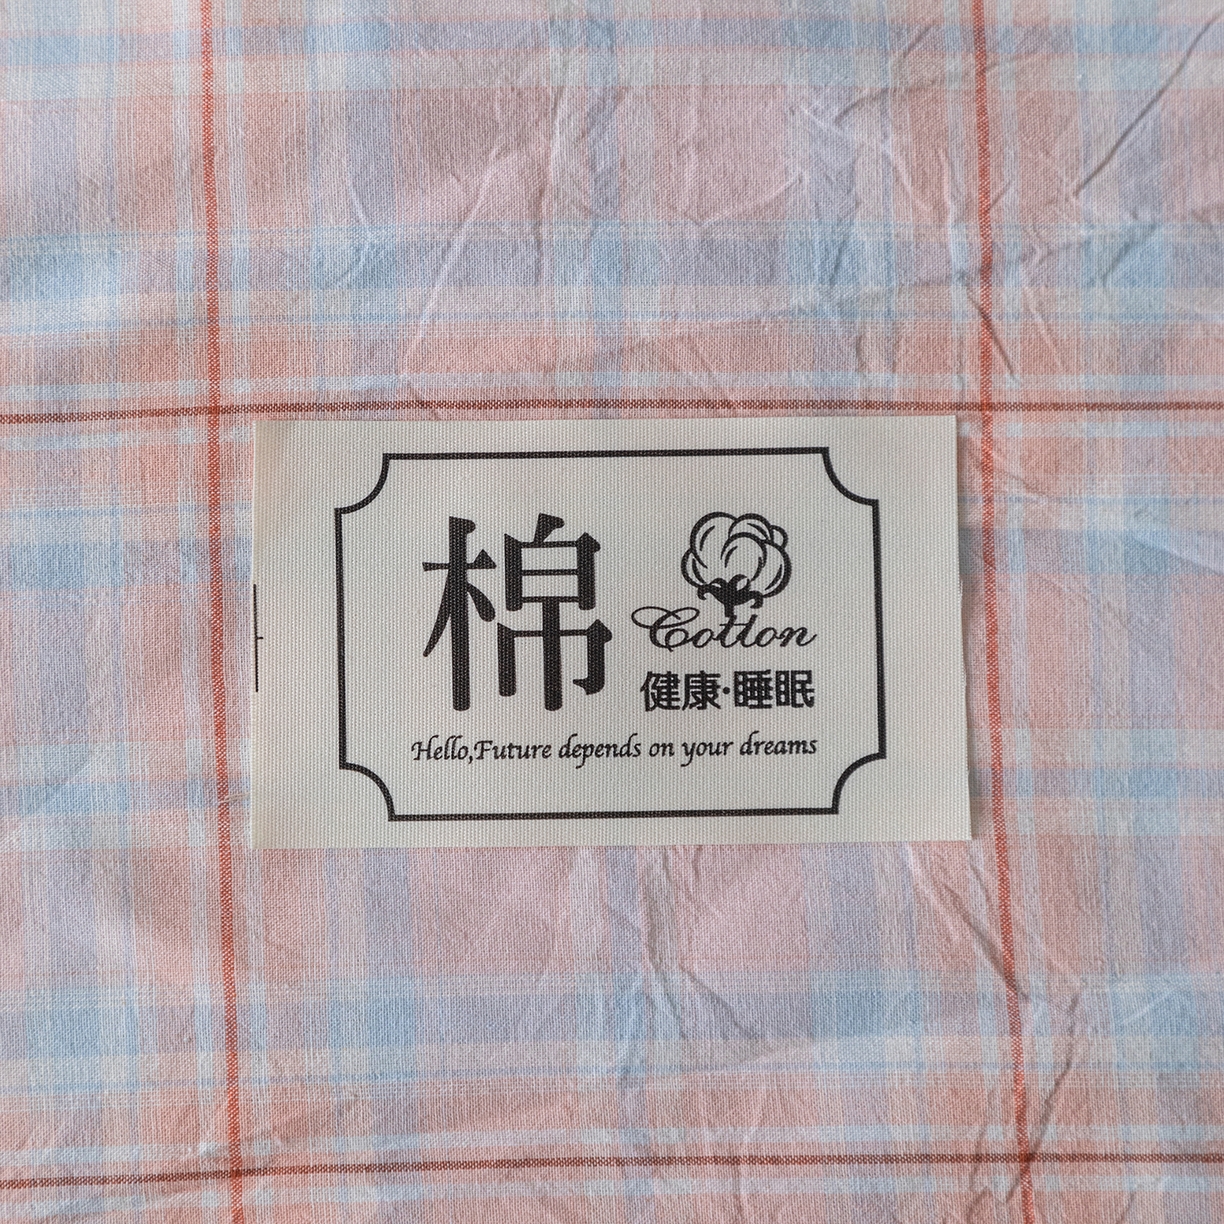 棉
Cotton
健康·睡眠
Hello,Future depends on your dreams